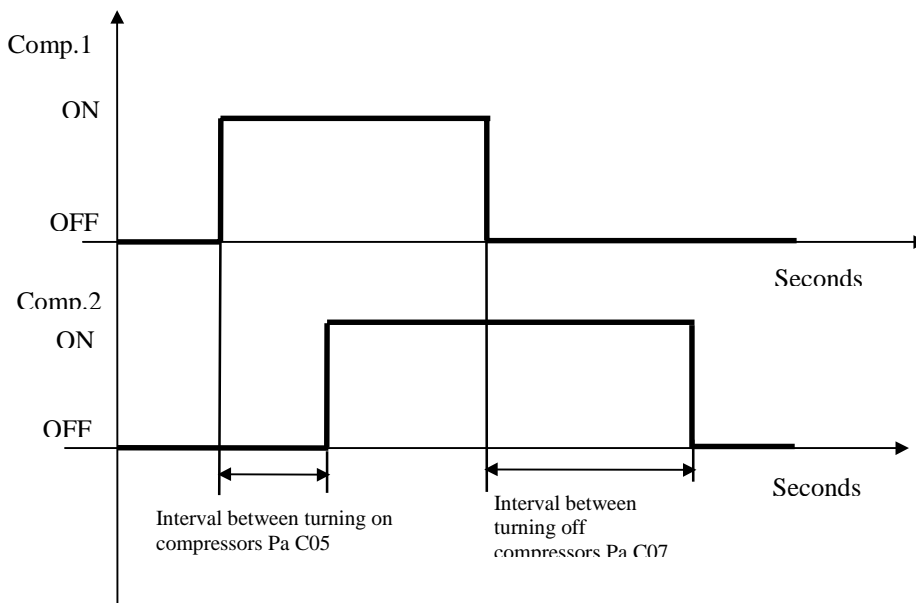 Comp.1
ON
OFF
Seconds
Comp.2
ON
OFF
Seconds
Interval between turning on
compressors Pa C05
Interval between
turning off
compressors Pa C07